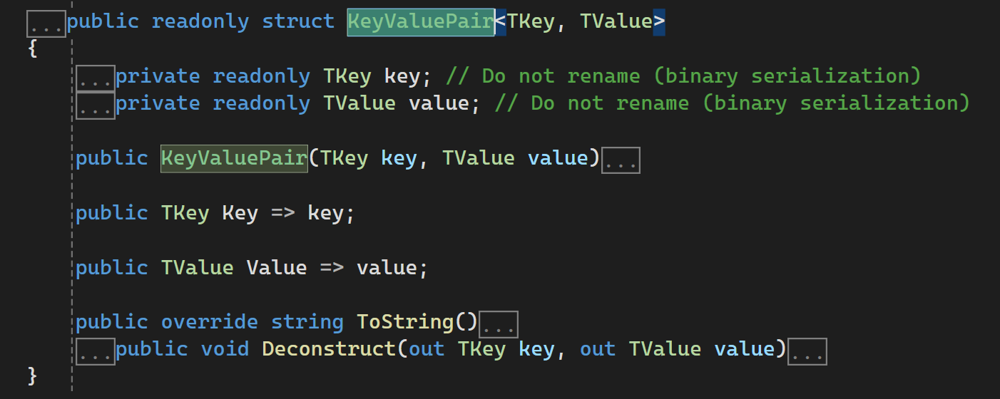 ...public readonly struct KeyValuePair<TKey, TValue>
{
...private readonly TKey key; // Do not rename (binary serialization)
...private readonly TValue value; // Do not rename (binary serialization)
public KeyValuePair(TKey key, TValue value)...
public TKey Key => key;
public TValue Value => value;
public override string ToString()...
...public void Deconstruct(out TKey key, out TValue value)...
}